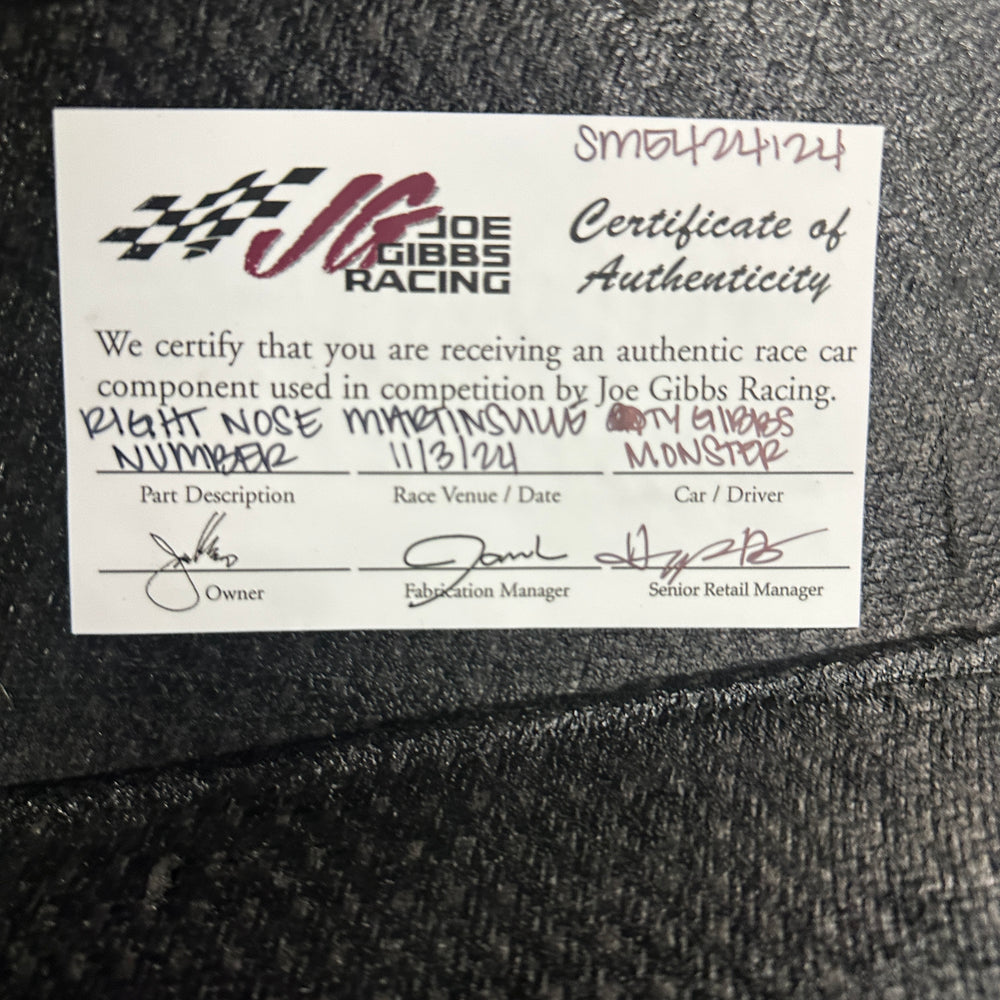 SM5424124
JG JOE
GIBBS
RACING
Certificate of
Authenticity
We certify that you are receiving an authentic race car
component used in competition by Joe Gibbs Racing.
RIGHT NOSE MARTINSVILLE TY GIBBS
NUMBER 11/3/24 MONSTER
Part Description Race Venue / Date Car / Driver
Owner Fabrication Manager Senior Retail Manager